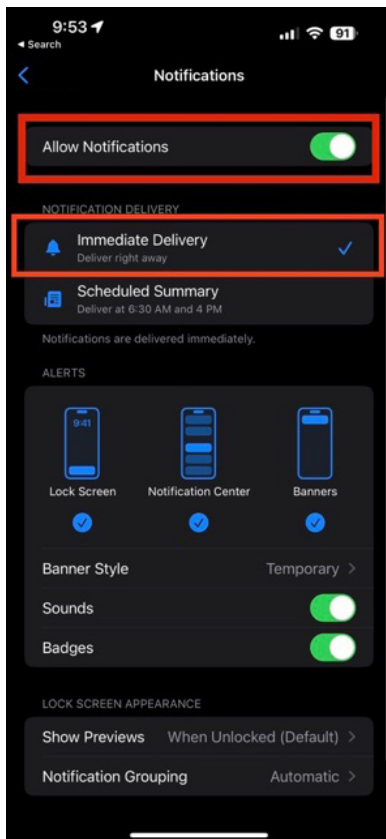 9:53
91
◀ Search
Notifications
Allow Notifications
NOTIFICATION DELIVERY
Immediate Delivery
Deliver right away
Scheduled Summary
Deliver at 6:30 AM and 4 PM
Notifications are delivered immediately.
ALERTS
9:41
Lock Screen Notification Center Banners
Banner Style Temporary >
Sounds
Badges
LOCK SCREEN APPEARANCE
Show Previews When Unlocked (Default) >
Notification Grouping Automatic >